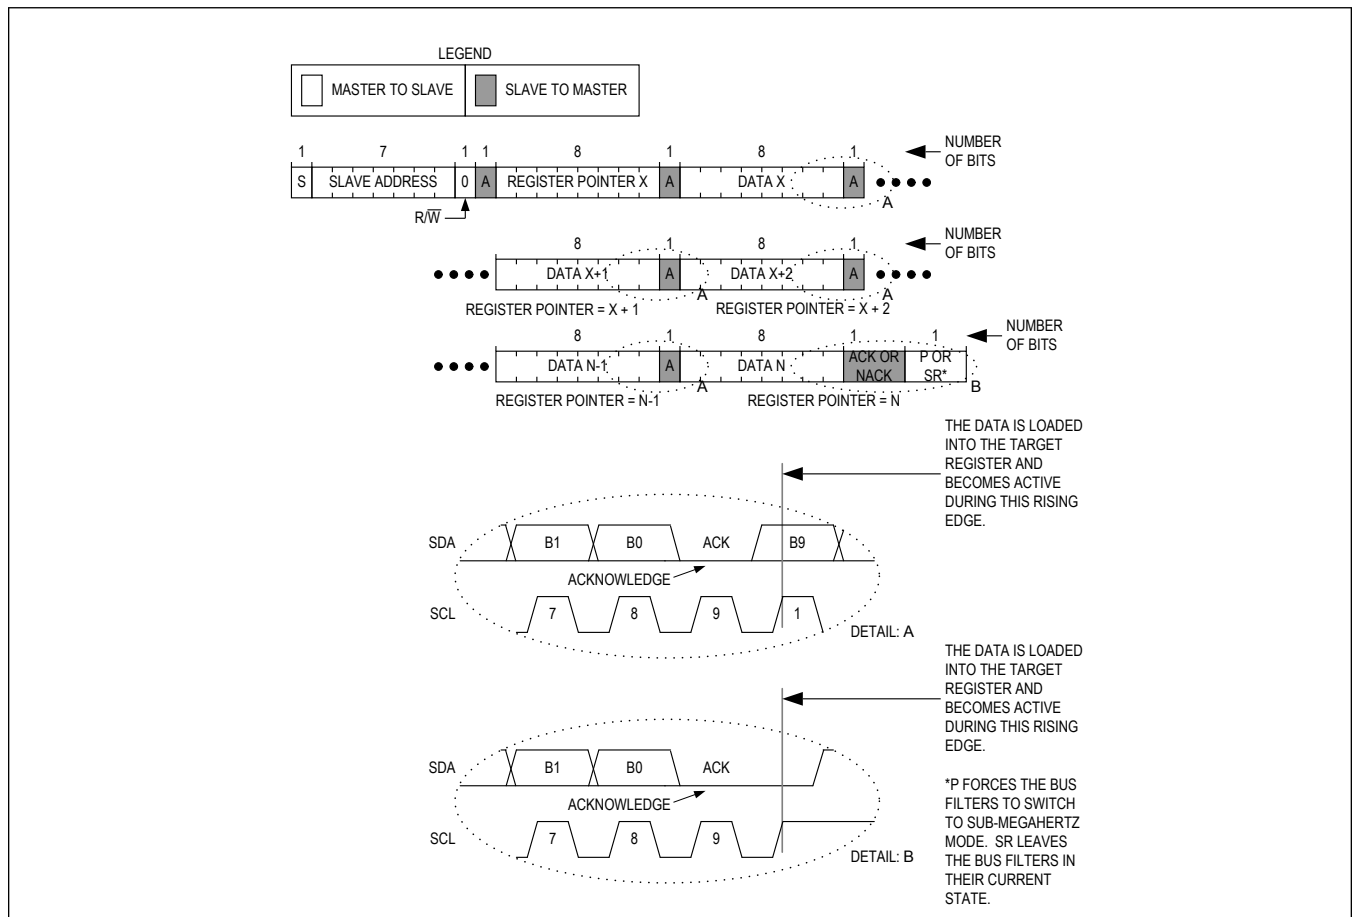 LEGEND
MASTER TO SLAVE SLAVE TO MASTER
1 7 1 1 8 1 8 1 NUMBER OF BITS
S SLAVE ADDRESS 0 A REGISTER POINTER X A DATA X A A
R/W̅
8 1 8 1 NUMBER OF BITS
DATA X+1 A A DATA X+2 A A
REGISTER POINTER = X + 1 REGISTER POINTER = X + 2
8 1 8 1 1 NUMBER OF BITS
DATA N-1 A A DATA N ACK OR NACK P OR SR* B
REGISTER POINTER = N-1 REGISTER POINTER = N
THE DATA IS LOADED
INTO THE TARGET
REGISTER AND
BECOMES ACTIVE
DURING THIS RISING
EDGE.
SDA B1 B0 ACK B9
ACKNOWLEDGE
SCL 7 8 9 1
DETAIL: A
THE DATA IS LOADED
INTO THE TARGET
REGISTER AND
BECOMES ACTIVE
DURING THIS RISING
EDGE.
SDA B1 B0 ACK
ACKNOWLEDGE
SCL 7 8 9
DETAIL: B
*P FORCES THE BUS
FILTERS TO SWITCH
TO SUB-MEGAHERTZ
MODE. SR LEAVES
THE BUS FILTERS IN
THEIR CURRENT
STATE.